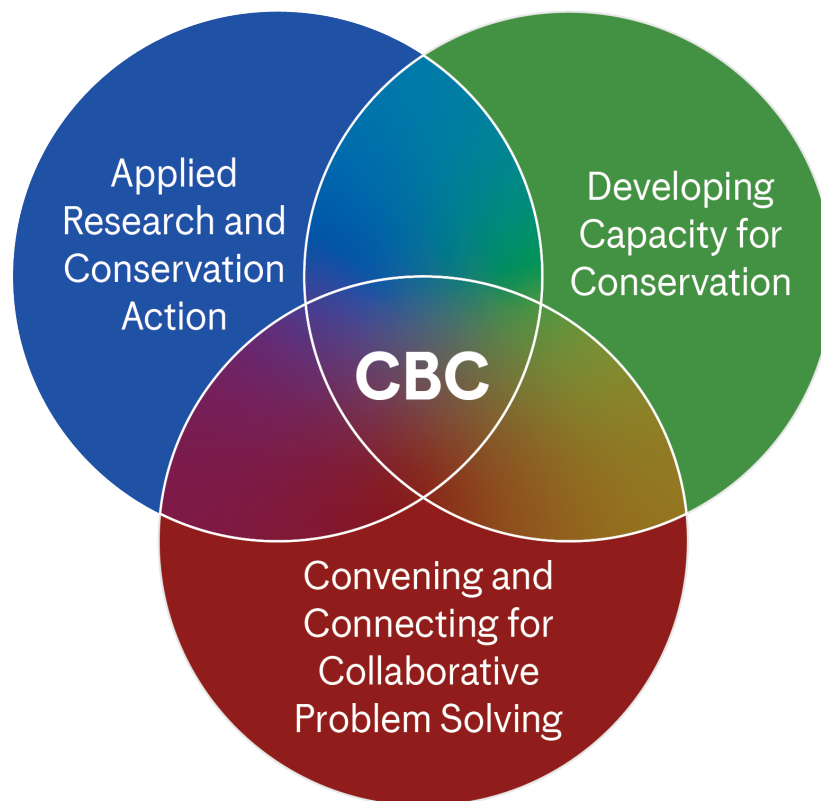 Applied
Research and
Conservation
Action
Developing
Capacity for
Conservation
CBC
Convening and
Connecting for
Collaborative
Problem Solving